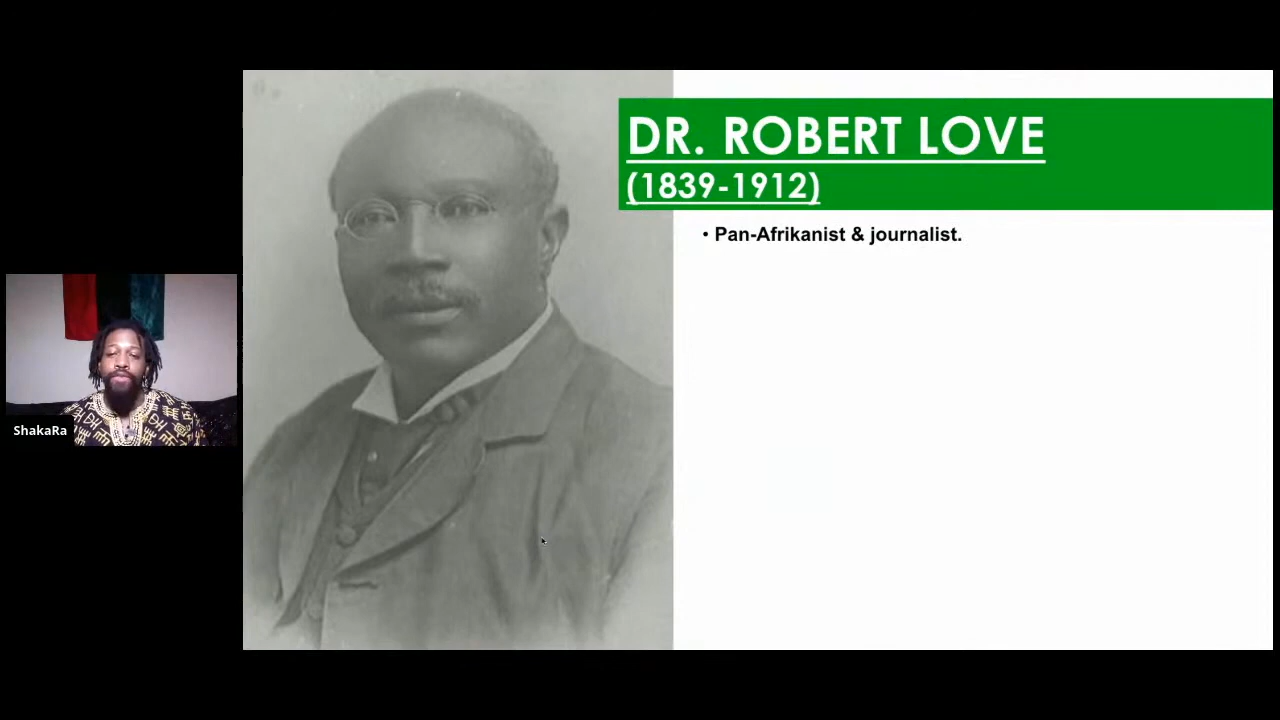 DR. ROBERT LOVE
(1839-1912)
• Pan-Afrikanist & journalist.
ShakaRa